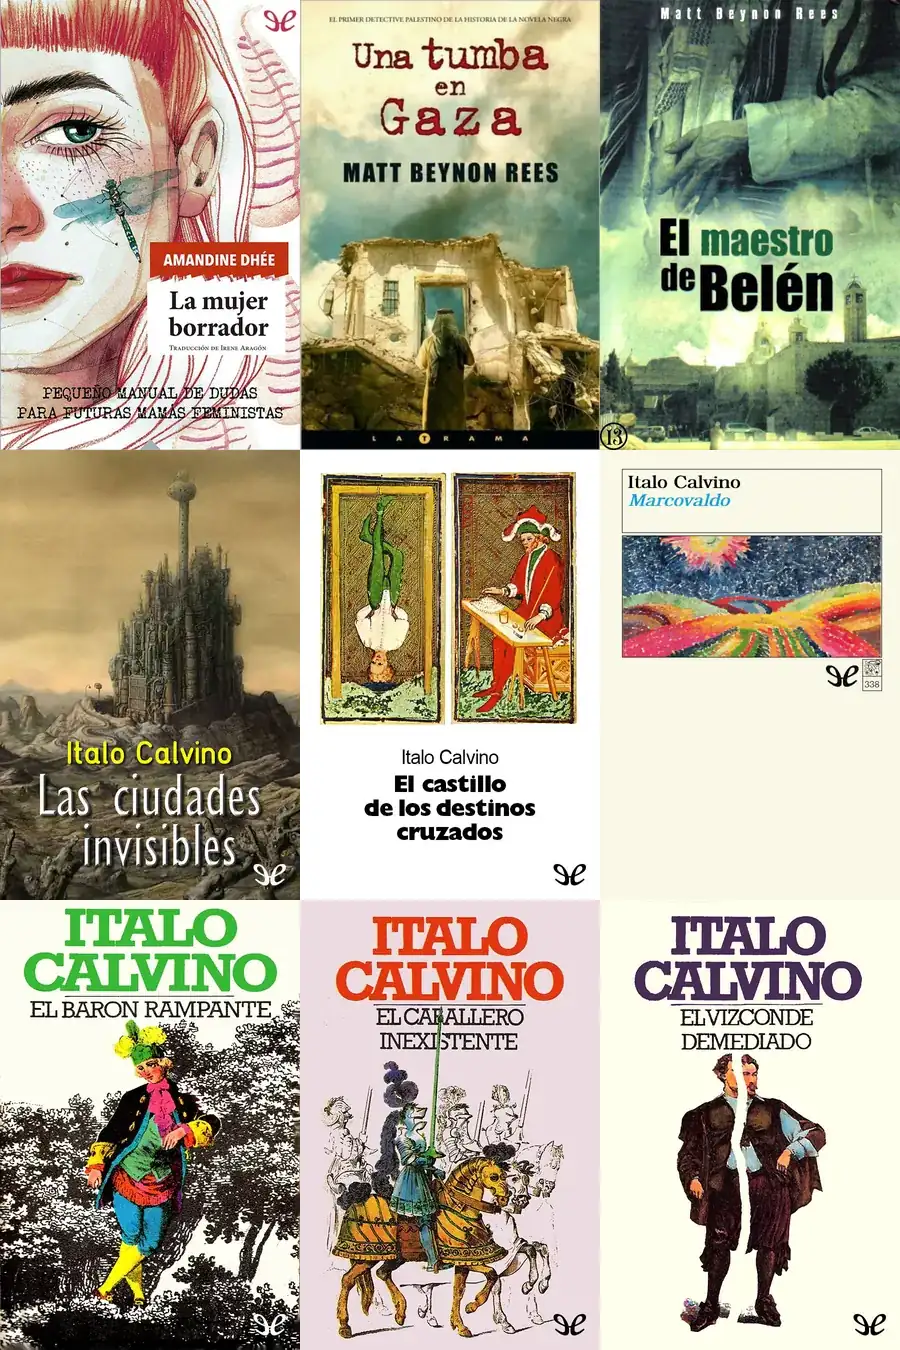 AMANDINE DHÉE
La mujer
borrador
TRADUCCIÓN DE IRENE ARAGÓN
PEQUEÑO MANUAL DE DUDAS
PARA FUTURAS MAMÁS FEMINISTAS
EL PRIMER DETECTIVE PALESTINO DE LA HISTORIA DE LA NOVELA NEGRA
Una tumba
en
Gaza
MATT BEYNON REES
LA TRAMA
Matt Beynon Rees
El maestro
de Belén
13
Italo Calvino
Las ciudades
invisibles
Italo Calvino
El castillo
de los destinos
cruzados
Italo Calvino
Marcovaldo
338
ITALO
CALVINO
EL BARON RAMPANTE
ITALO
CALVINO
EL CABALLERO
INEXISTENTE
ITALO
CALVINO
EL VIZCONDE
DEMEDIADO